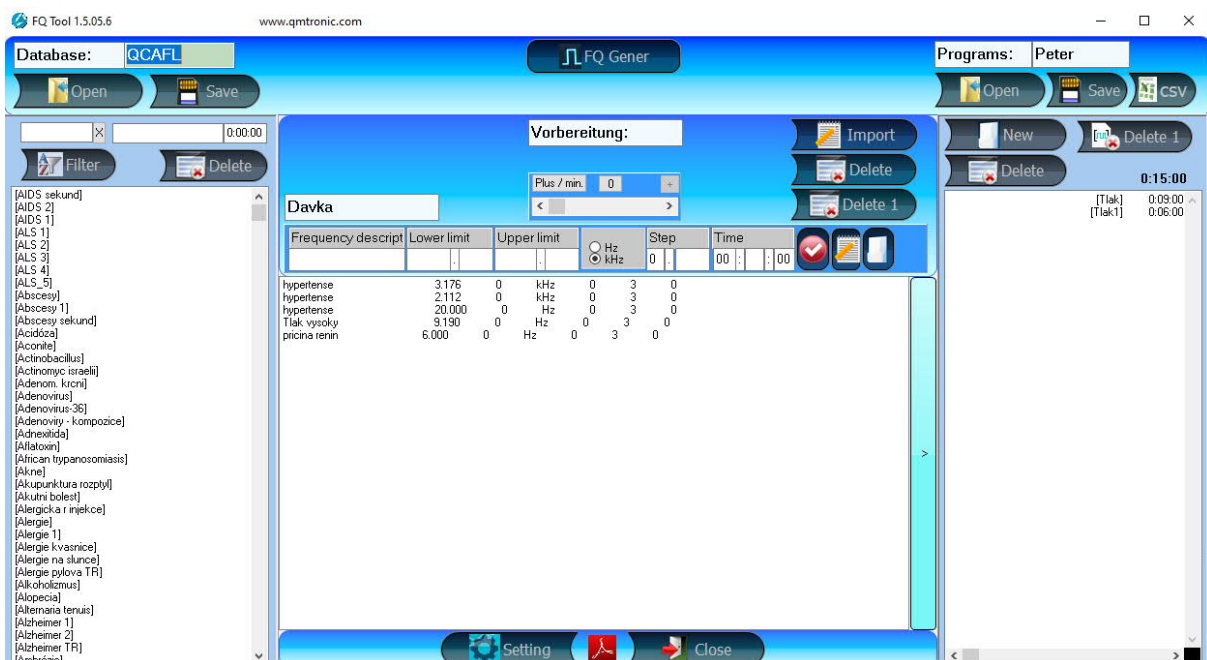 FQ Tool 1.5.05.6 www.qmtronic.com
Database: QCAFL
FQ Gener
Programs: Peter
Open Save
Open Save CSV
X 0:00:00
Filter Delete
[AIDS sekund]
[AIDS 2]
[AIDS 1]
[ALS 1]
[ALS 2]
[ALS 3]
[ALS 4]
[ALS_5]
[Abscesy]
[Abscesy 1]
[Abscesy sekund]
[Acidóza]
[Aconite]
[Actinobacillus]
[Actinomyc israelii]
[Adenom. krcni]
[Adenovirus]
[Adenovirus-36]
[Adenoviry - kompozice]
[Adnexitida]
[Aflatoxin]
[African trypanosomiasis]
[Akne]
[Akupunktura rozptyl]
[Akutni bolest]
[Alergicka r injekce]
[Alergie]
[Alergie 1]
[Alergie kvasnice]
[Alergie na slunce]
[Alergie pylova TR]
[Alkoholizmus]
[Alopecia]
[Alternaria tenuis]
[Alzheimer 1]
[Alzheimer 2]
[Alzheimer TR]
Vorbereitung:
Import
Delete
Delete 1
Plus / min. 0 +
< >
Davka
Frequency descript Lower limit Upper limit Step Time
Hz
kHz
. . 0 . 00 : : 00
hypertense 3.176 0 kHz 0 3 0
hypertense 2.112 0 kHz 0 3 0
hypertense 20.000 0 Hz 0 3 0
Tlak vysoky 9.190 0 Hz 0 3 0
pricina renin 6.000 0 Hz 0 3 0
>
Setting Close
New Delete 1
Delete 0:15:00
[Tlak] 0:09:00
[Tlak1] 0:06:00
< >